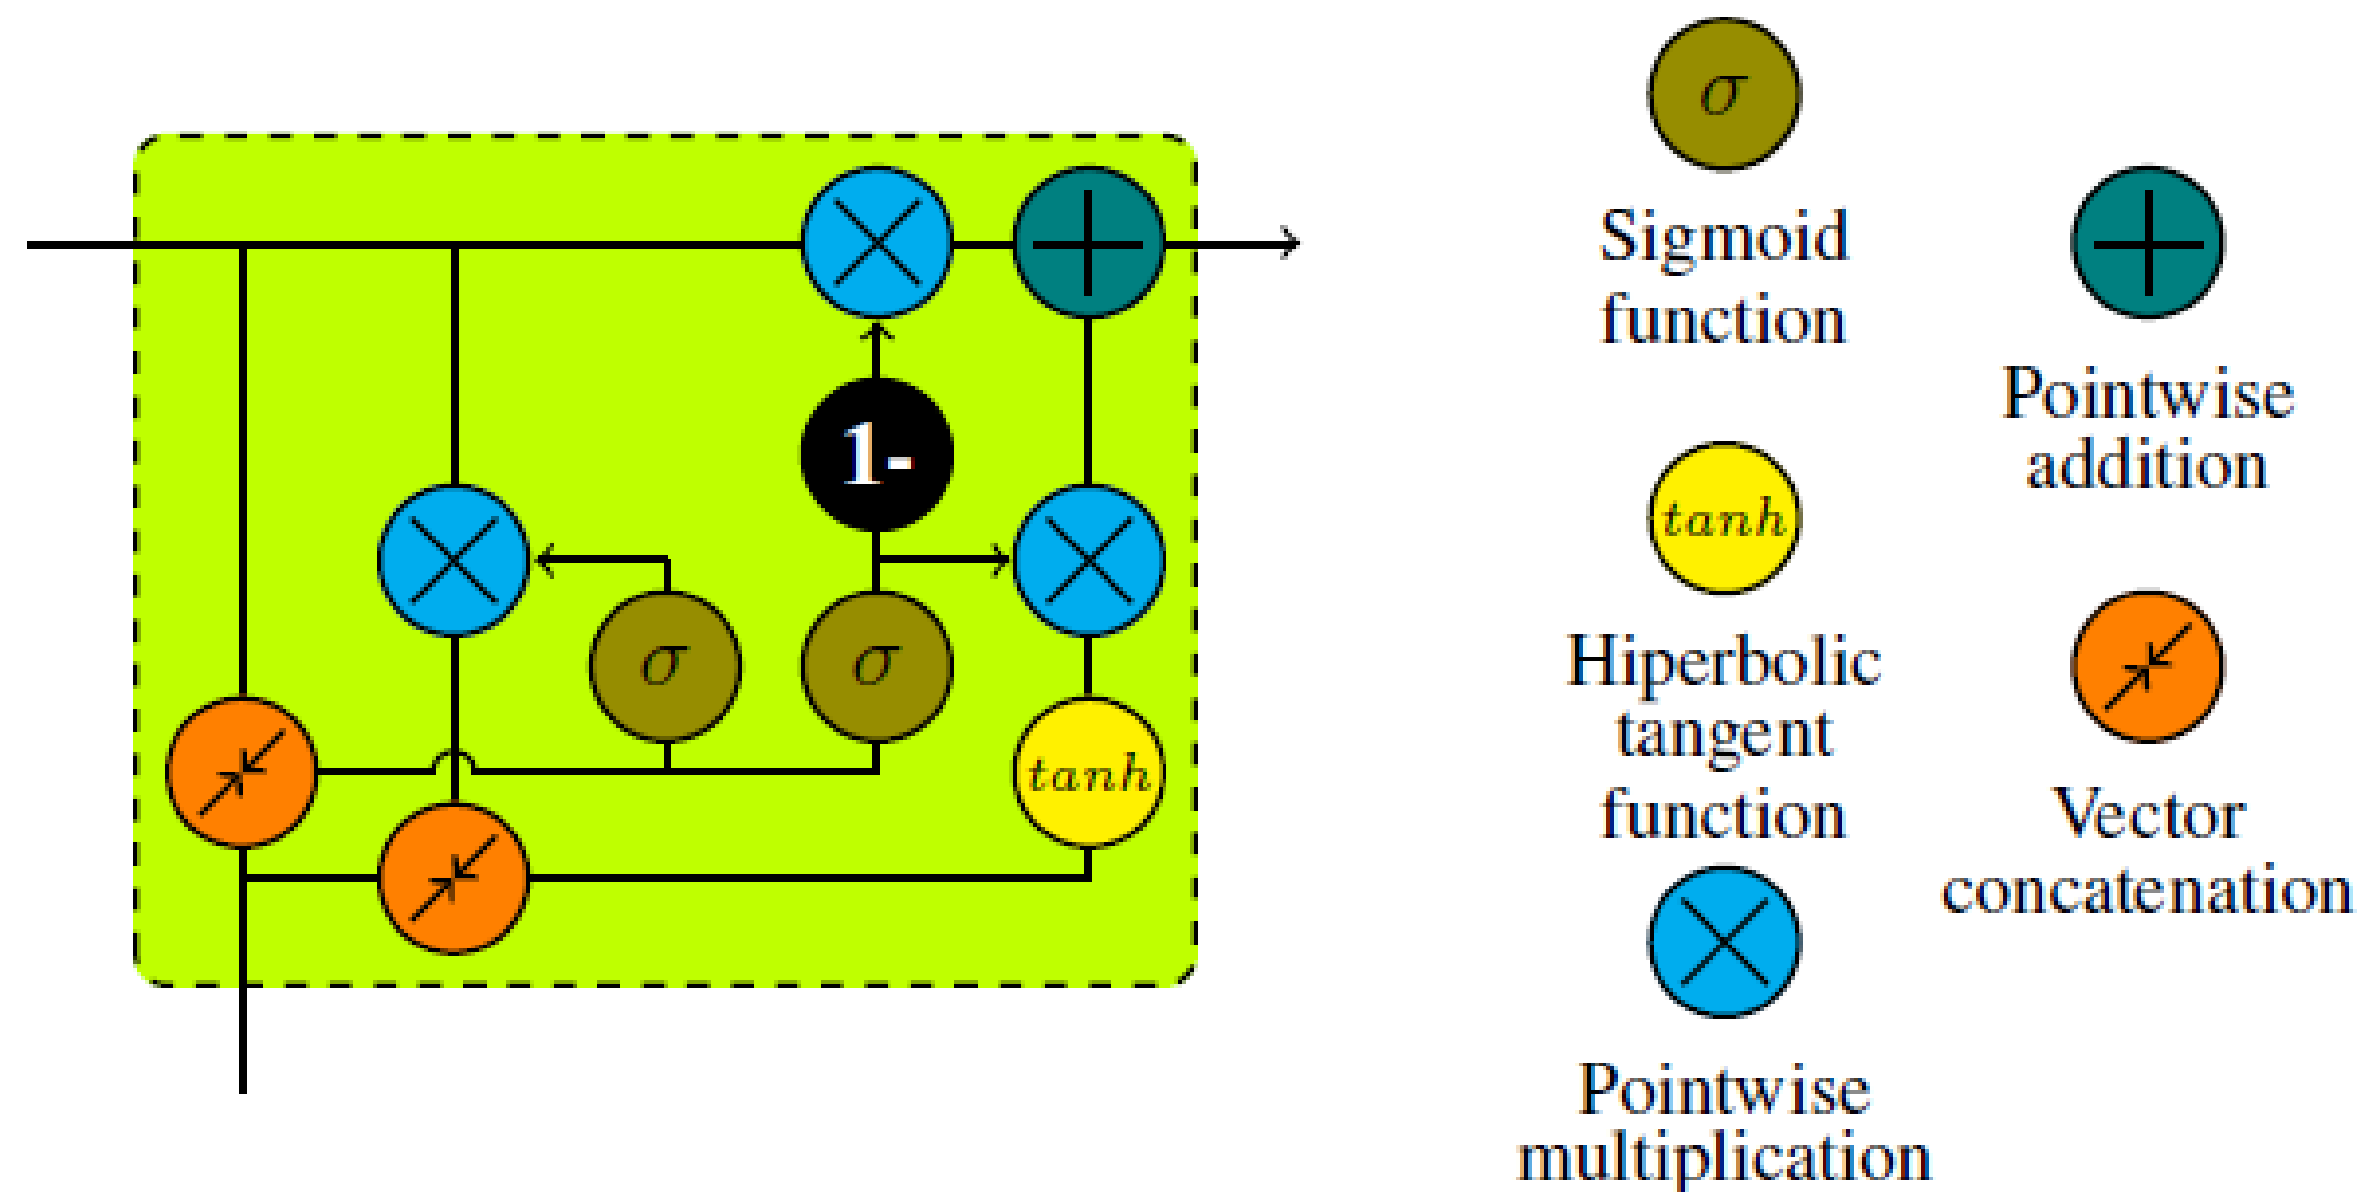 1-
σ
σ
tanh
σ
Sigmoid
function
tanh
Hiperbolic
tangent
function
Pointwise
multiplication
Pointwise
addition
Vector
concatenation